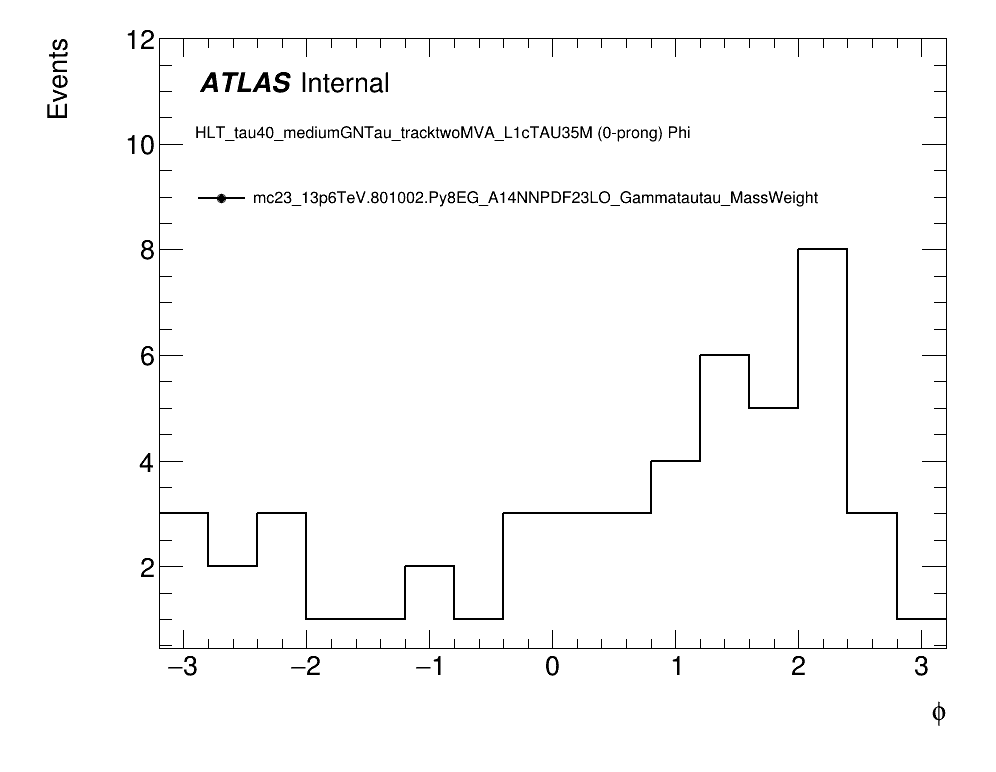 Events
12
ATLAS Internal
HLT_tau40_mediumGNTau_tracktwoMVA_L1cTAU35M (0-prong) Phi
10
mc23_13p6TeV.801002.Py8EG_A14NNPDF23LO_Gammatautau_MassWeight
8
6
4
2
−3 −2 −1 0 1 2 3
ϕ